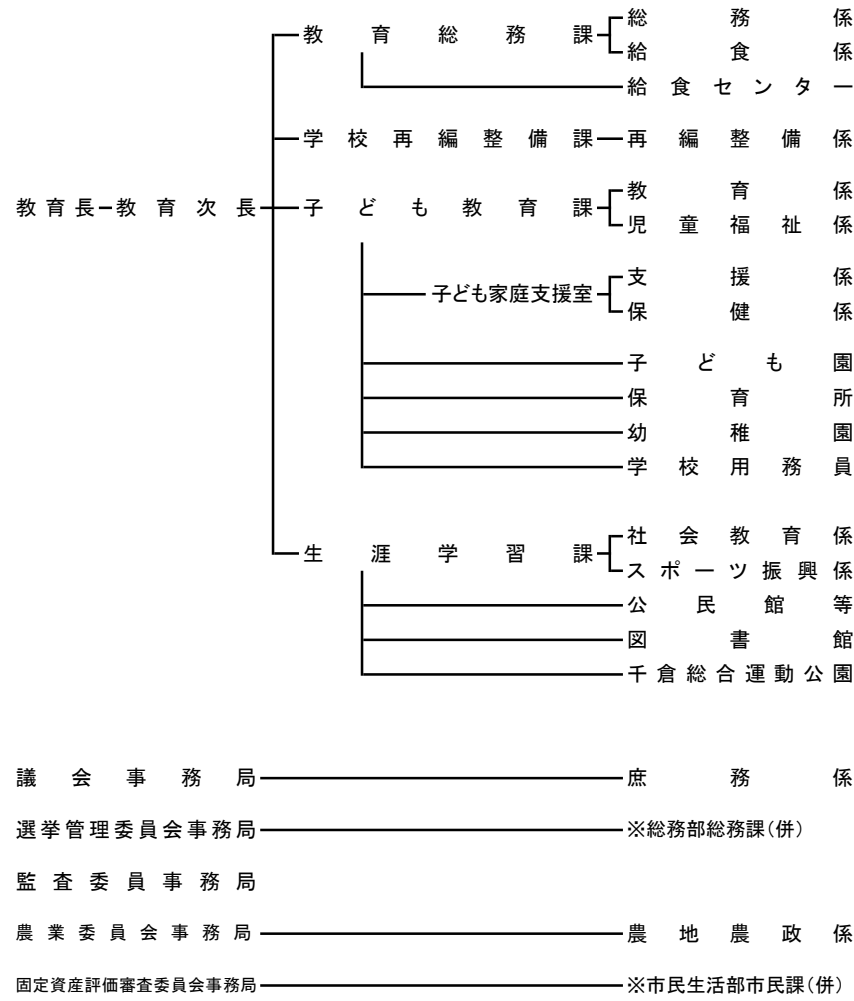 教育総務課 総務係
給食係
給食センター
学校再編整備課 再編整備係
教育長 教育次長 子ども教育課 教育係
児童福祉係
子ども家庭支援室 支援係
保健係
子ども園
保育所
幼稚園
学校用務員
生涯学習課 社会教育係
スポーツ振興係
公民館等
図書館
千倉総合運動公園
議会事務局 庶務係
選挙管理委員会事務局 ※総務部総務課(併)
監査委員事務局
農業委員会事務局 農地農政係
固定資産評価審査委員会事務局 ※市民生活部市民課(併)